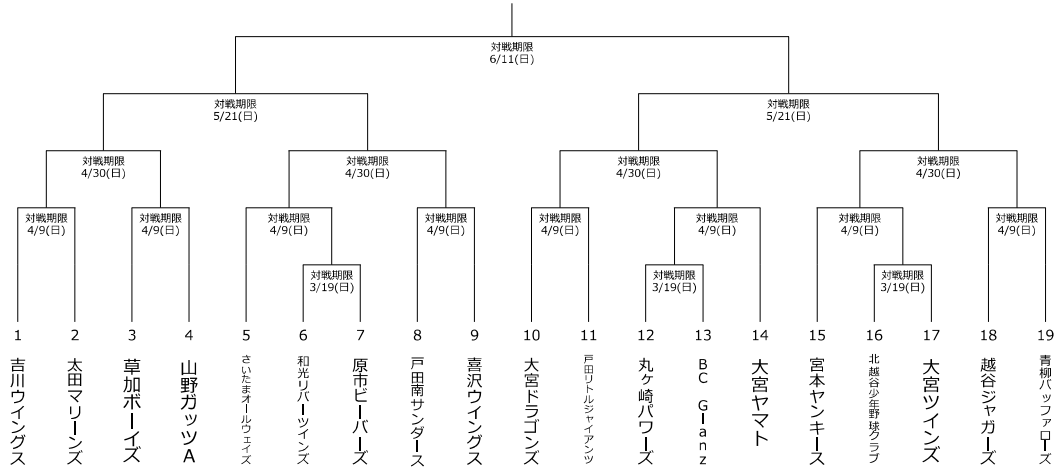 対戦期限
6/11(日)
対戦期限
5/21(日)
対戦期限
5/21(日)
対戦期限
4/30(日)
対戦期限
4/30(日)
対戦期限
4/30(日)
対戦期限
4/30(日)
対戦期限
4/9(日)
対戦期限
4/9(日)
対戦期限
4/9(日)
対戦期限
4/9(日)
対戦期限
4/9(日)
対戦期限
4/9(日)
対戦期限
4/9(日)
対戦期限
4/9(日)
対戦期限
3/19(日)
対戦期限
3/19(日)
対戦期限
3/19(日)
1
吉川ウイングス
2
太田マリーンズ
3
草加ボーイズ
4
山野ガッツA
5
さいたまオールウェイズ
6
和光リバーツインズ
7
原市ビーバーズ
8
戸田南サンダース
9
喜沢ウイングス
10
大宮ドラゴンズ
11
戸田リトルジャイアンツ
12
丸ヶ崎パワーズ
13
BC Gianz
14
大宮ヤマト
15
宮本ヤンキース
16
北越谷少年野球クラブ
17
大宮ツインズ
18
越谷ジャガーズ
19
青柳バッファローズ